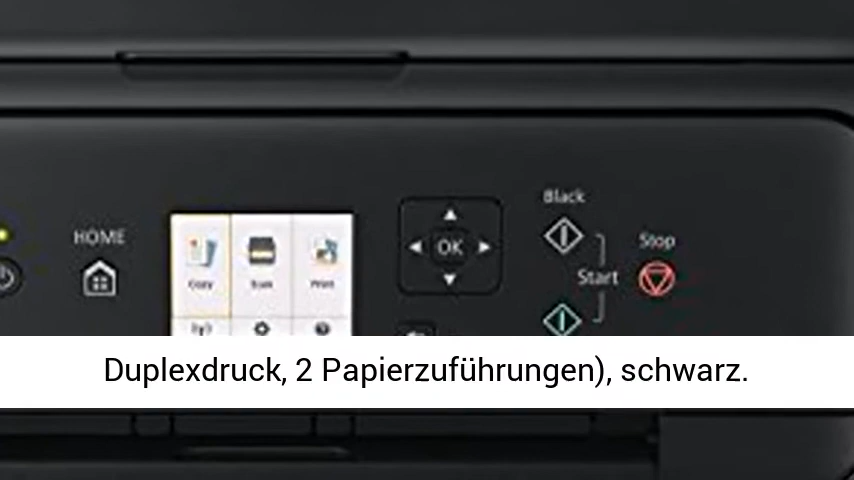 Black
HOME
Stop
OK
Start
Copy
Scan
Print
Duplexdruck, 2 Papierzuführungen), schwarz.